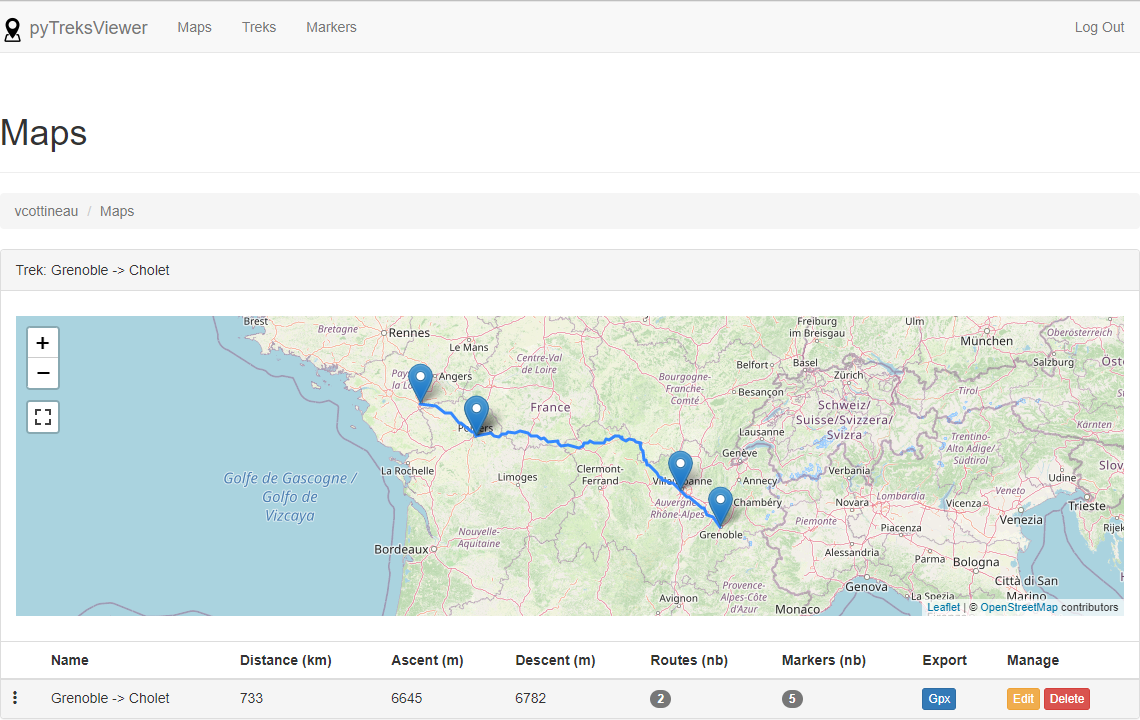 pyTreksViewer Maps Treks Markers Log Out
Maps
vcottineau / Maps
Trek: Grenoble -> Cholet
+
−
Brest
Bretagne
Rennes
Le Mans
Angers
Centre-Val
de Loire
France
Bourgogne-
Franche-
Comté
Belfort
Besançon
Freiburg
im Breisgau
Ulm
München
Oberösterreich
Salzburg
Basel
Zürich
Tirol
Schweiz/
Suisse/Svizzera/
Svizra
Kärnten
Lausanne
Genève
Trentino-
Alto Adige/
Südtirol
La Rochelle
Limoges
Clermont-
Ferrand
Annecy
Chambéry
Auvergne-
Rhône-Alpes
Grenoble
Verbania
Novara
Lombardia
Veneto
Vicenza
Udine
Trieste
Venezia
Golfe de Gascogne /
Golfo de
Vizcaya
Bordeaux
Nouvelle-
Aquitaine
Piemonte
Piacenza
Alessandria
Parma
Bologna
Genova
La Spezia
Città di San
Marino
Avignon
Provence-
Alpes-Côte
d'Azur
Monaco
Leaflet | © OpenStreetMap contributors
Name Distance (km) Ascent (m) Descent (m) Routes (nb) Markers (nb) Export Manage
Grenoble -> Cholet 733 6645 6782 2 5 Gpx Edit Delete